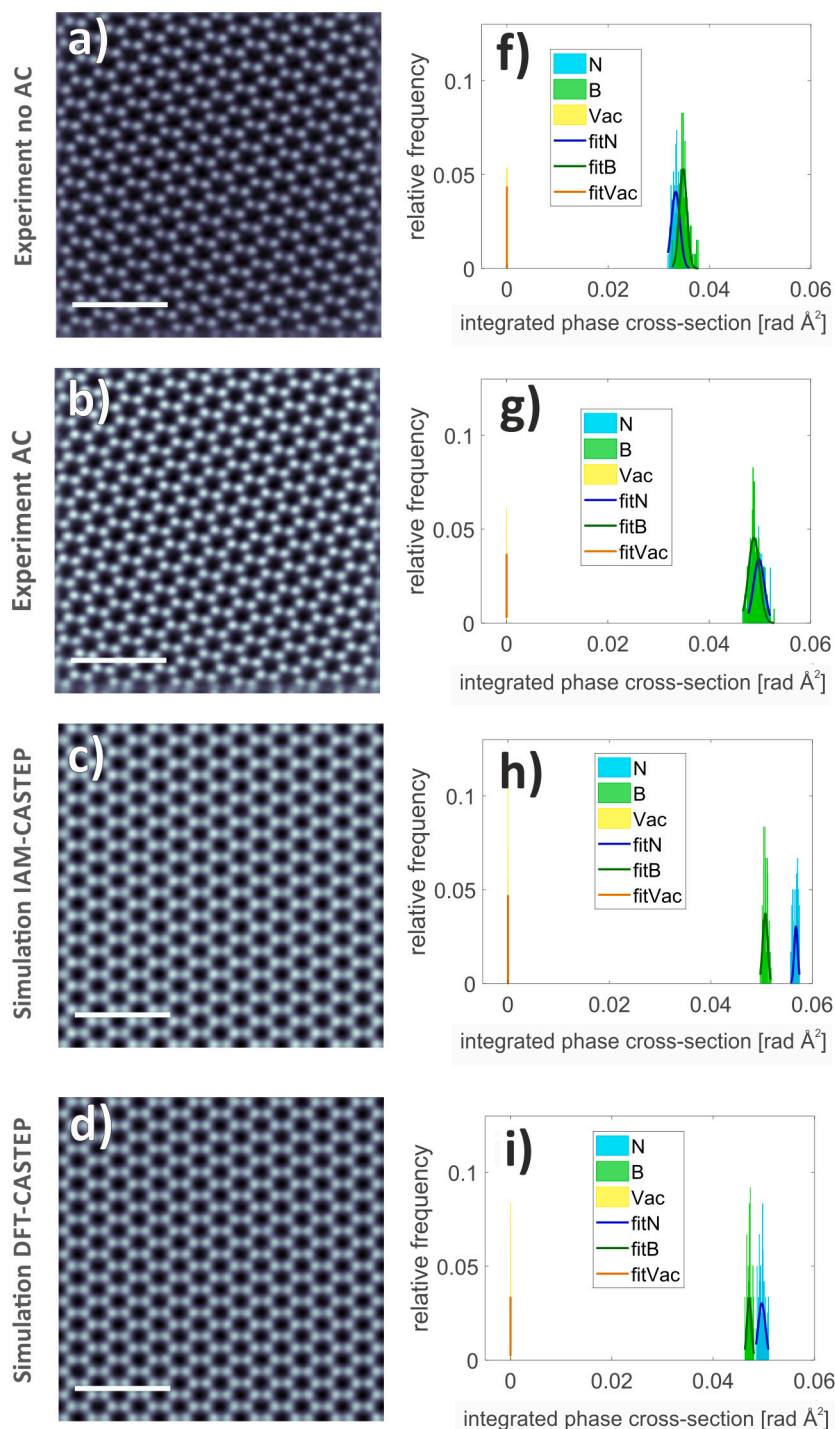 Experiment no AC
a)
f)
relative frequency
0.1
0.05
0
N
B
Vac
fitN
fitB
fitVac
0
0.02
0.04
0.06
integrated phase cross-section [rad Å²]
Experiment AC
b)
g)
relative frequency
0.1
0.05
0
N
B
Vac
fitN
fitB
fitVac
0
0.02
0.04
0.06
integrated phase cross-section [rad Å²]
Simulation IAM-CASTEP
c)
h)
relative frequency
0.1
0.05
0
N
B
Vac
fitN
fitB
fitVac
0
0.02
0.04
0.06
integrated phase cross-section [rad Å²]
Simulation DFT-CASTEP
d)
i)
relative frequency
0.1
0.05
0
N
B
Vac
fitN
fitB
fitVac
0
0.02
0.04
0.06
integrated phase cross-section [rad Å²]